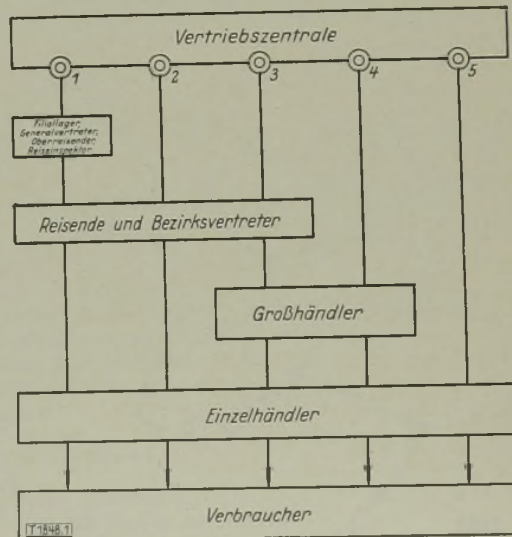 Vertriebszentrale
1 2 3 4 5
Filiallager,
Generalvertreter,
Oberreisender,
Reiseinspektor
Reisende und Bezirksvertreter
Großhändler
Einzelhändler
Verbraucher
T1848.1